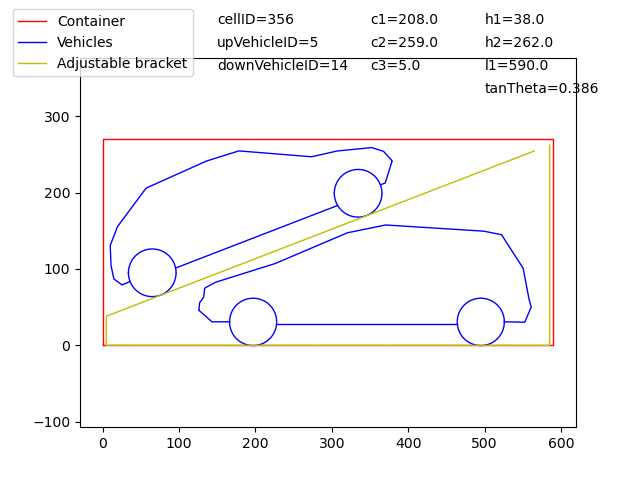 Container
Vehicles
Adjustable bracket
cellID=356
upVehicleID=5
downVehicleID=14
c1=208.0
c2=259.0
c3=5.0
h1=38.0
h2=262.0
l1=590.0
tanTheta=0.386
300
200
100
0
−100
0 100 200 300 400 500 600